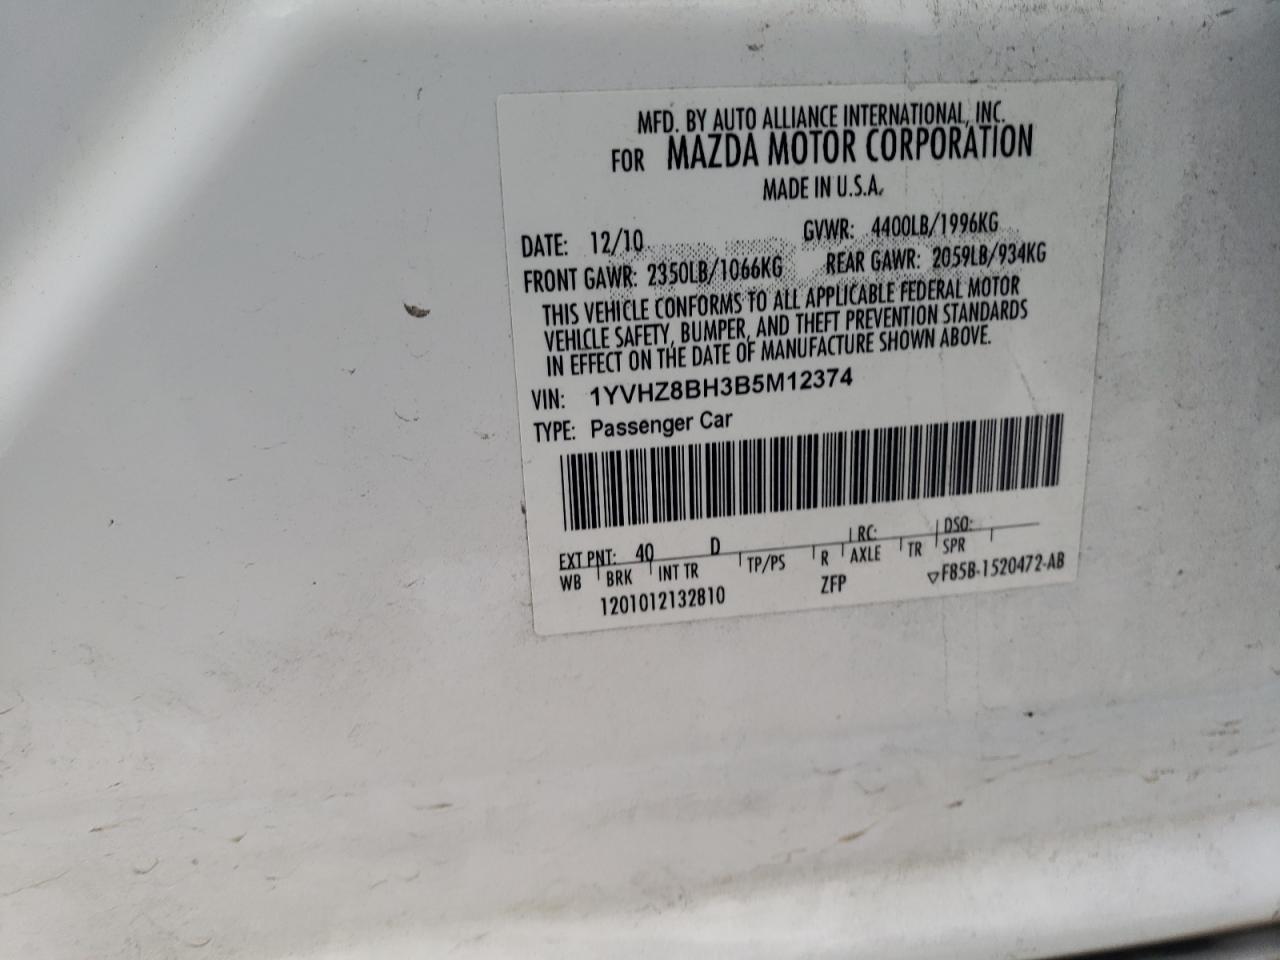 MFD. BY AUTO ALLIANCE INTERNATIONAL, INC.
FOR MAZDA MOTOR CORPORATION
MADE IN U.S.A.
DATE: 12/10 GVWR: 4400LB/1996KG
FRONT GAWR: 2350LB/1066KG REAR GAWR: 2059LB/934KG
THIS VEHICLE CONFORMS TO ALL APPLICABLE FEDERAL MOTOR
VEHICLE SAFETY, BUMPER, AND THEFT PREVENTION STANDARDS
IN EFFECT ON THE DATE OF MANUFACTURE SHOWN ABOVE.
VIN: 1YVHZ8BH3B5M12374
TYPE: Passenger Car
EXT PNT: 40 D RC: DSO:
WB BRK INT TR TP/PS R AXLE TR SPR
1201012132810 ZFP ▽F85B-1520472-AB